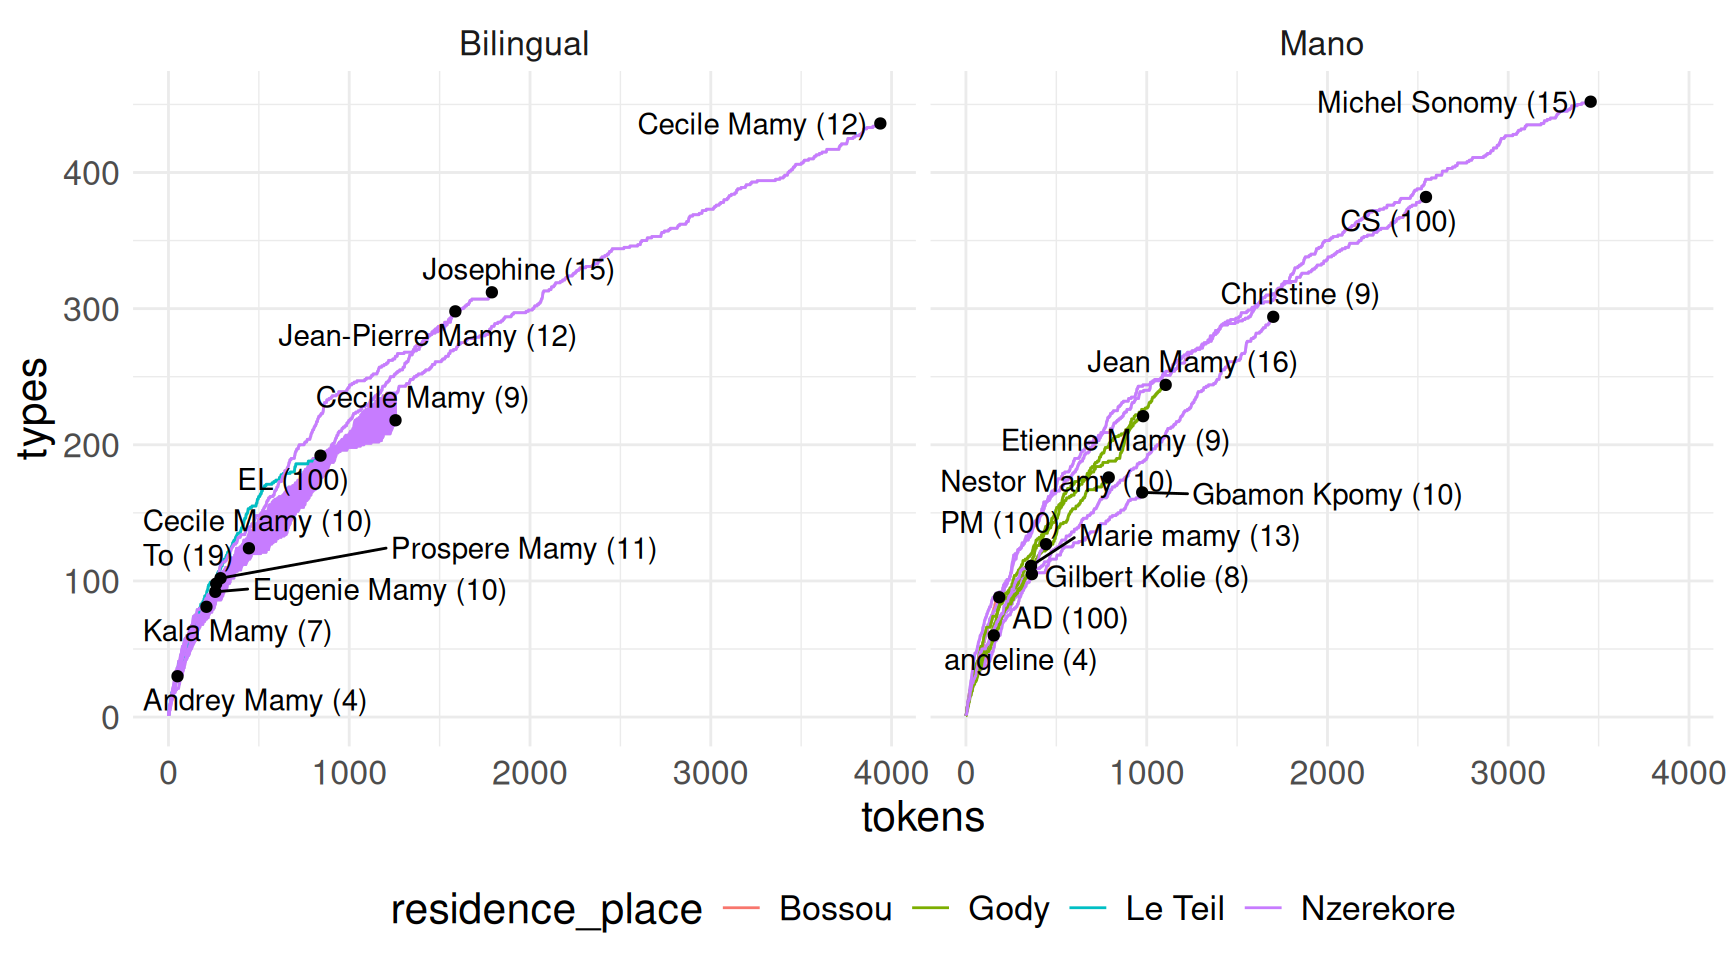 Bilingual
Mano
types
400
300
200
100
0
Cecile Mamy (12)
Josephine (15)
Jean-Pierre Mamy (12)
Cecile Mamy (9)
EL (100)
Cecile Mamy (10)
To (19)
Prospere Mamy (11)
Eugenie Mamy (10)
Kala Mamy (7)
Andrey Mamy (4)
Michel Sonomy (15)
CS (100)
Christine (9)
Jean Mamy (16)
Etienne Mamy (9)
Nestor Mamy (10)
Gbamon Kpomy (10)
PM (100)
Marie mamy (13)
Gilbert Kolie (8)
AD (100)
angeline (4)
0 1000 2000 3000 4000
0 1000 2000 3000 4000
tokens
residence_place Bossou Gody Le Teil Nzerekore